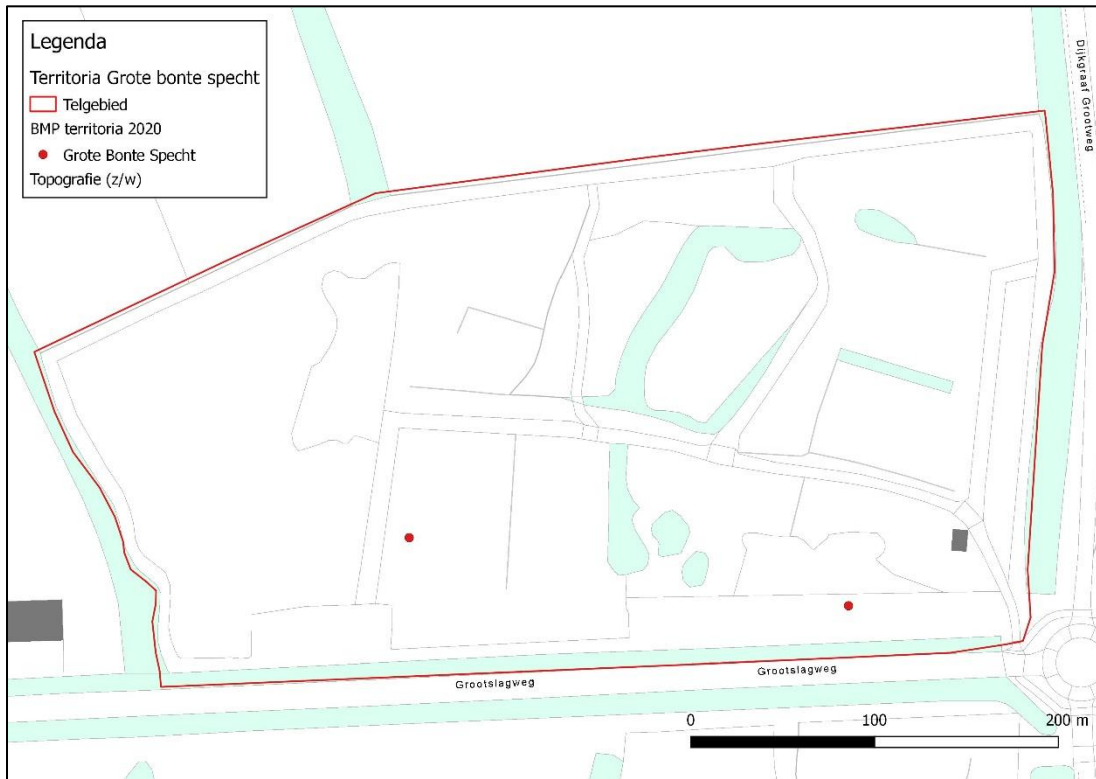 Legenda
Territoria Grote bonte specht
Telgebied
BMP territoria 2020
Grote Bonte Specht
Topografie (z/w)
Dijkgraaf Grootweg
Grootslagweg
Grootslagweg
0 100 200 m